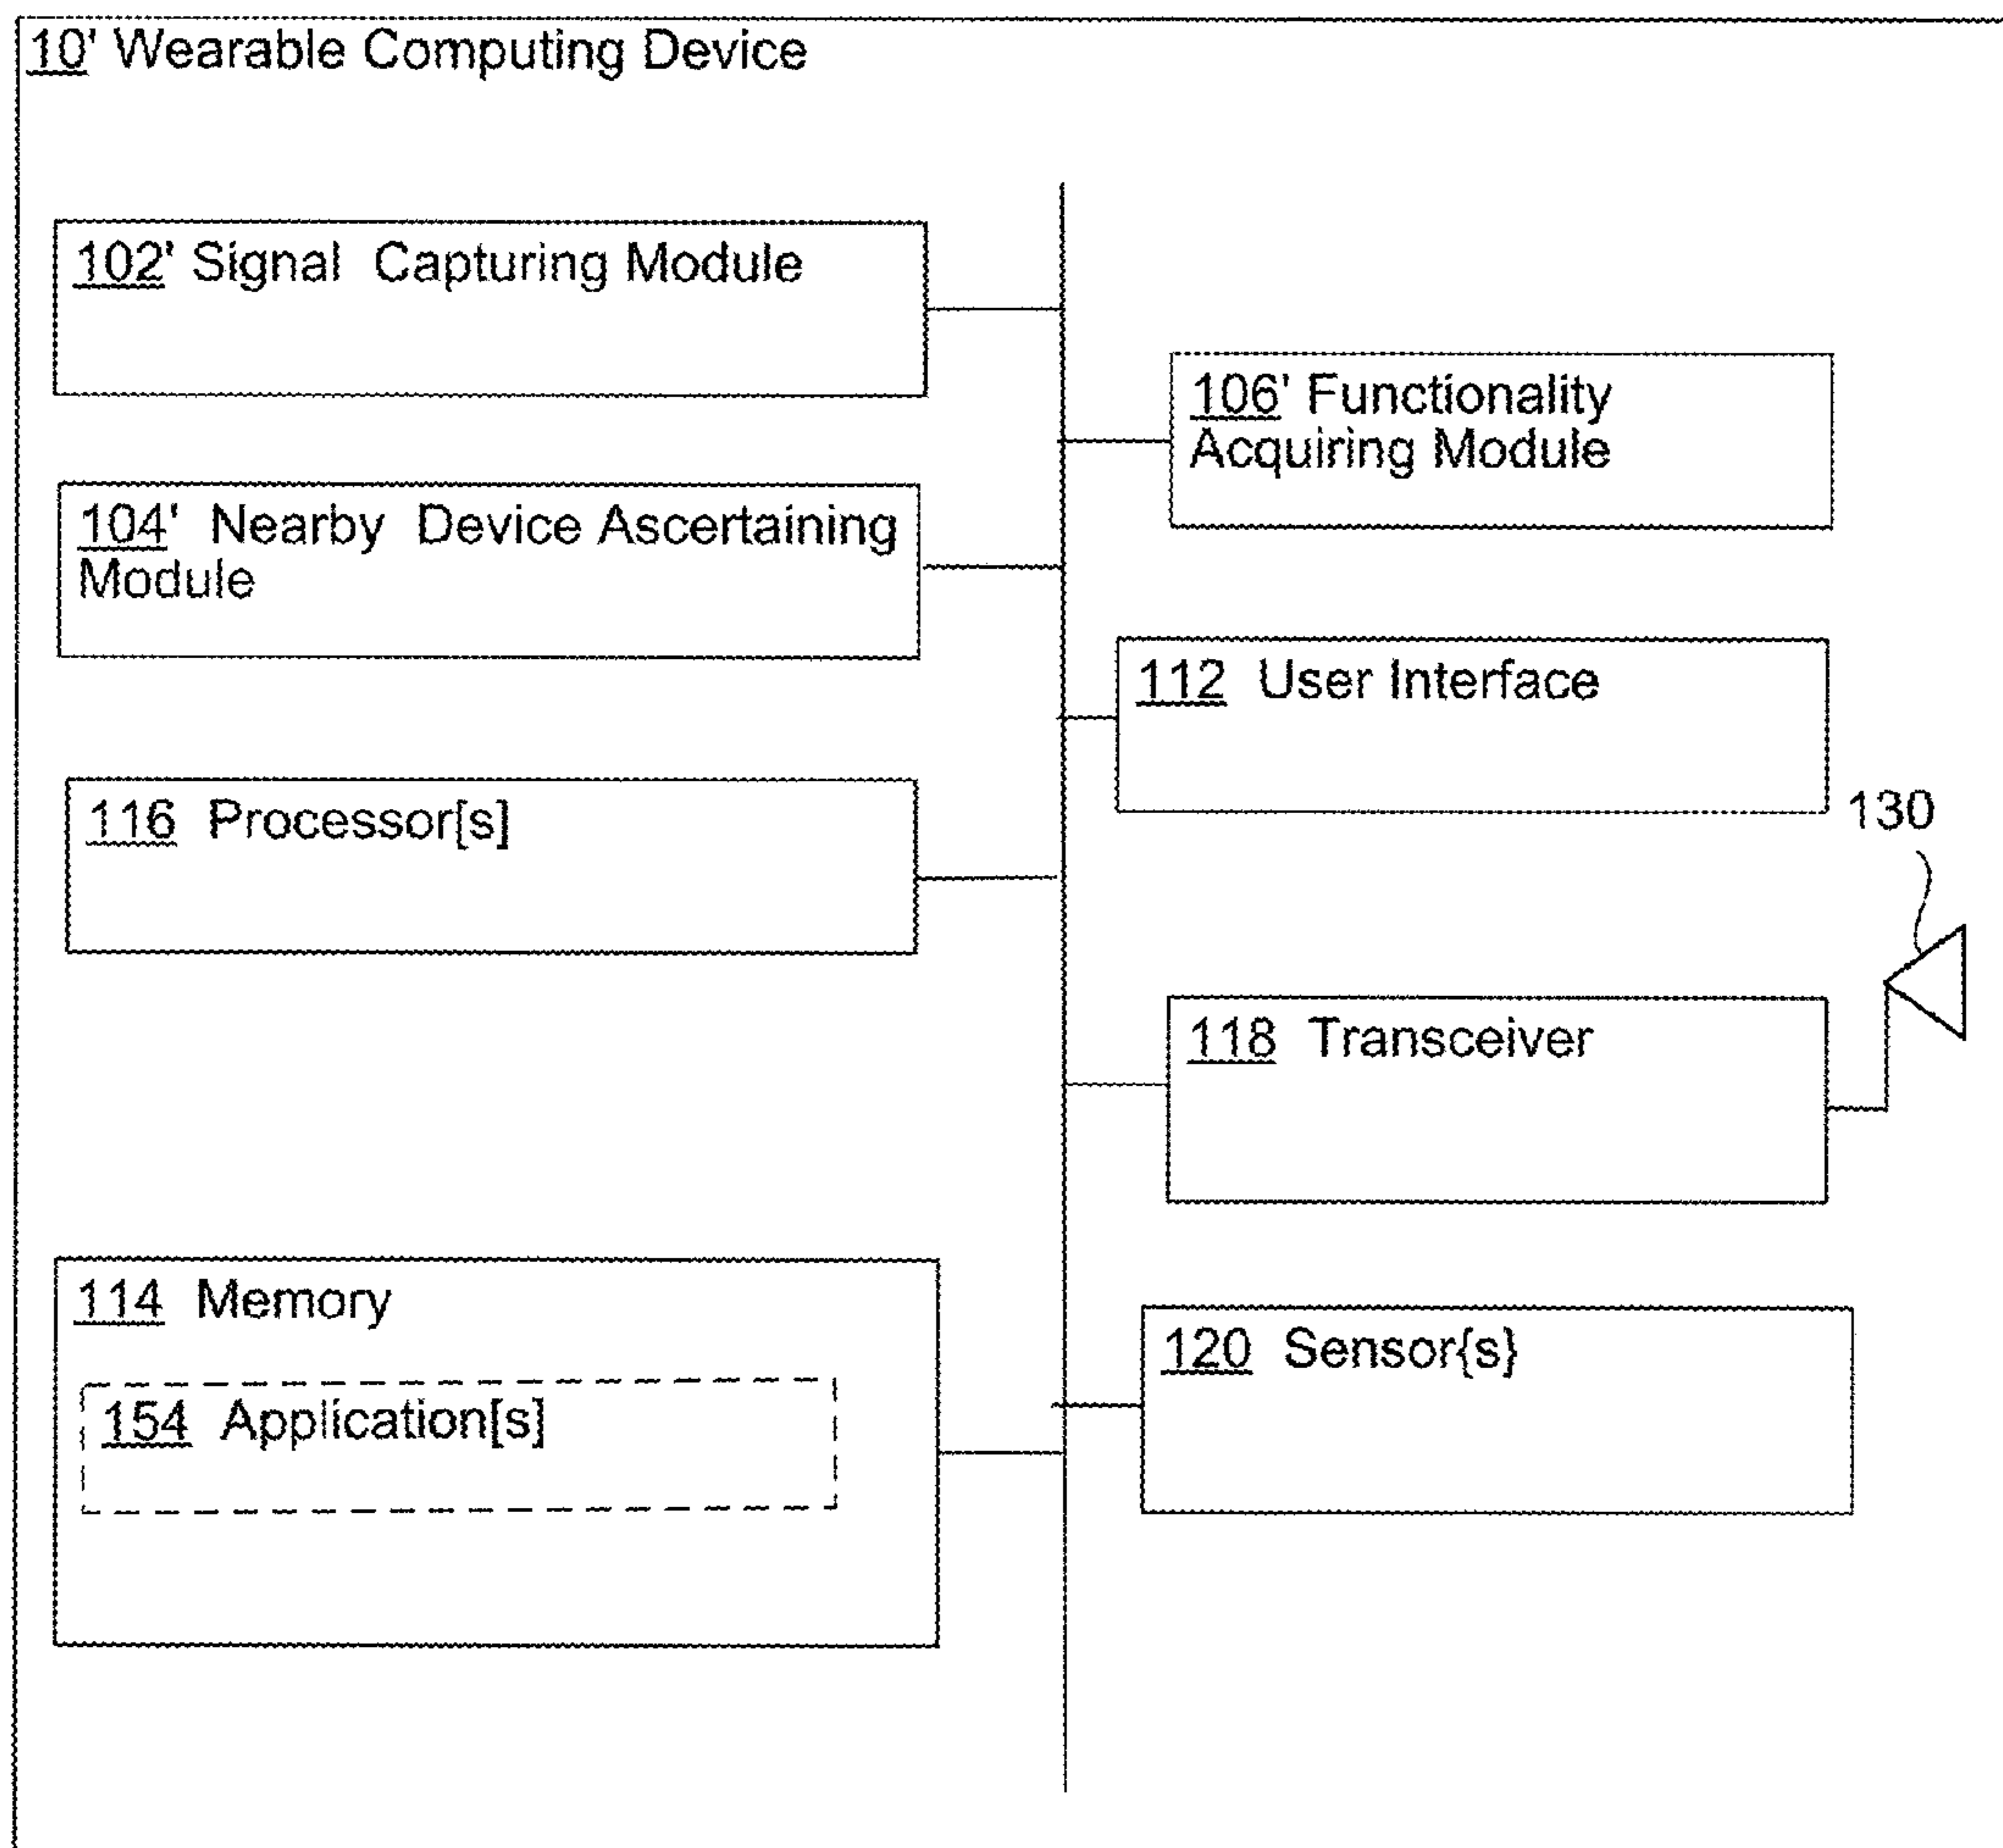 10' Wearable Computing Device
102' Signal Capturing Module
106' Functionality
Acquiring Module
104' Nearby Device Ascertaining
Module
112 User Interface
116 Processor[s]
130
118 Transceiver
114 Memory
120 Sensor{s}
154 Application[s]